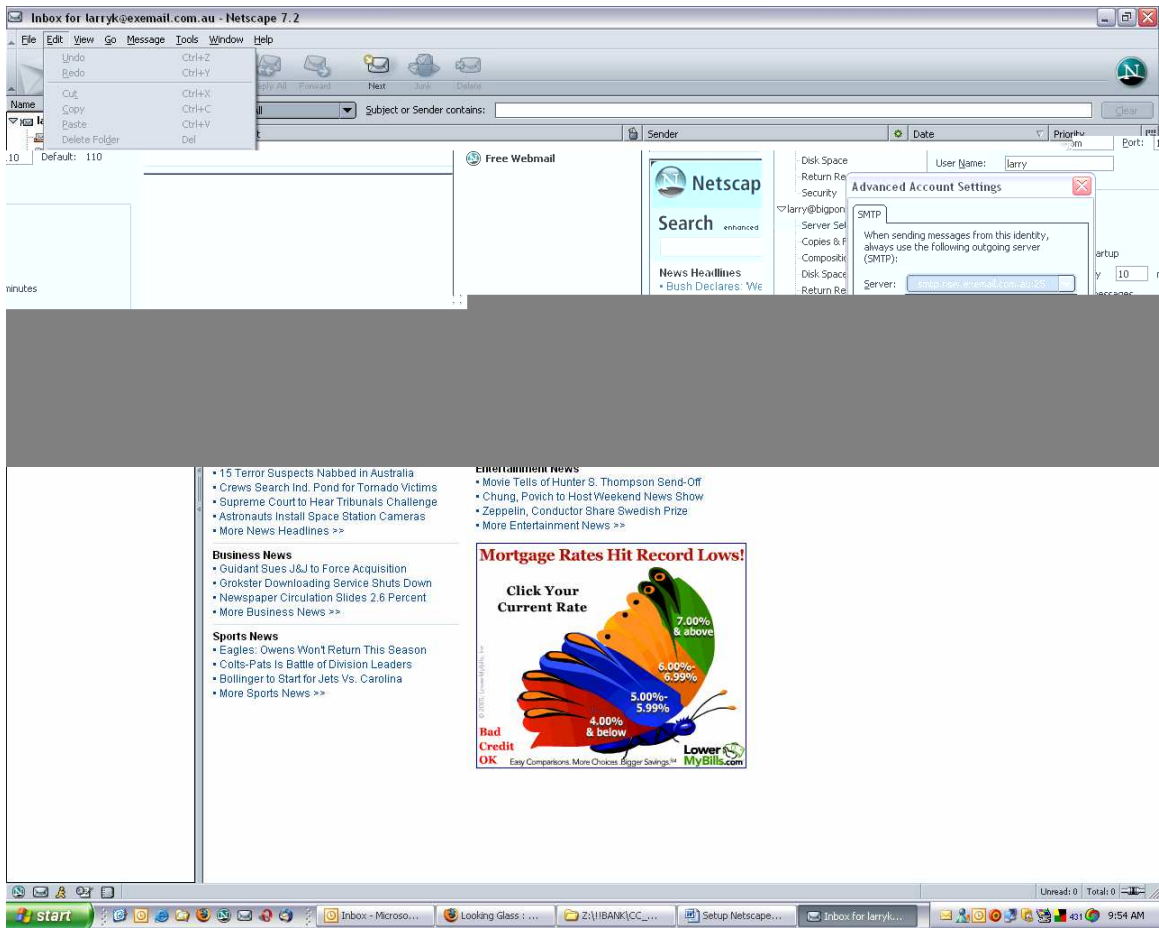 Inbox for larryk@exemail.com.au - Netscape 7.2
File Edit View Go Message Tools Window Help
Undo Ctrl+Z
Redo Ctrl+Y
Cut Ctrl+X
Copy Ctrl+C
Paste Ctrl+V
Delete Folder Del
Reply All Forward Next Junk Delete
Name
Subject or Sender contains: Clear
Sender Date Priority
.10 Default: 110
minutes
Free Webmail
Netscap
Search enhanced
News Headlines
• Bush Declares: 'We
Disk Space
Return Re
Security
larry@bigpon
Server Set
Copies & F
Compositio
Disk Space
Return Re
Port:
User Name: larry
Advanced Account Settings
SMTP
When sending messages from this identity,
always use the following outgoing server
(SMTP):
Server:
artup
y 10
• 15 Terror Suspects Nabbed in Australia
• Crews Search Ind. Pond for Tornado Victims
• Supreme Court to Hear Tribunals Challenge
• Astronauts Install Space Station Cameras
• More News Headlines >>
Business News
• Guidant Sues J&J to Force Acquisition
• Grokster Downloading Service Shuts Down
• Newspaper Circulation Slides 2.6 Percent
• More Business News >>
Sports News
• Eagles: Owens Won't Return This Season
• Colts-Pats Is Battle of Division Leaders
• Bollinger to Start for Jets Vs. Carolina
• More Sports News >>
Entertainment News
• Movie Tells of Hunter S. Thompson Send-Off
• Chung, Povich to Host Weekend News Show
• Zeppelin, Conductor Share Swedish Prize
• More Entertainment News >>
Mortgage Rates Hit Record Lows!
Click Your
Current Rate
7.00%
& above
6.00%-
6.99%
5.00%-
5.99%
4.00%
& below
Bad
Credit
OK
Easy Comparisons. More Choices. Bigger Savings.℠
Lower
MyBills.com
Unread: 0 Total: 0
start
Inbox - Microso...
Looking Glass : ...
Z:\!!BANK\CC_...
Setup Netscape...
Inbox for larryk...
431
9:54 AM